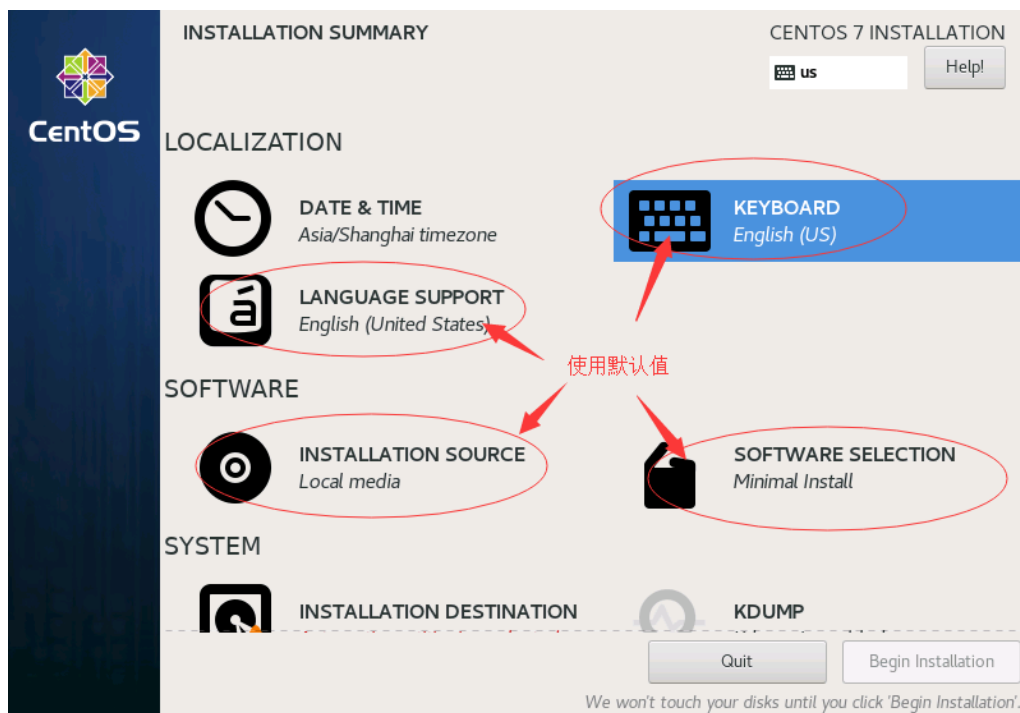 INSTALLATION SUMMARY
CENTOS 7 INSTALLATION
us
Help!
CentOS
LOCALIZATION
DATE & TIME
Asia/Shanghai timezone
KEYBOARD
English (US)
á
LANGUAGE SUPPORT
English (United States)
使用默认值
SOFTWARE
INSTALLATION SOURCE
Local media
SOFTWARE SELECTION
Minimal Install
SYSTEM
INSTALLATION DESTINATION
KDUMP
Quit
Begin Installation
We won't touch your disks until you click 'Begin Installation'.